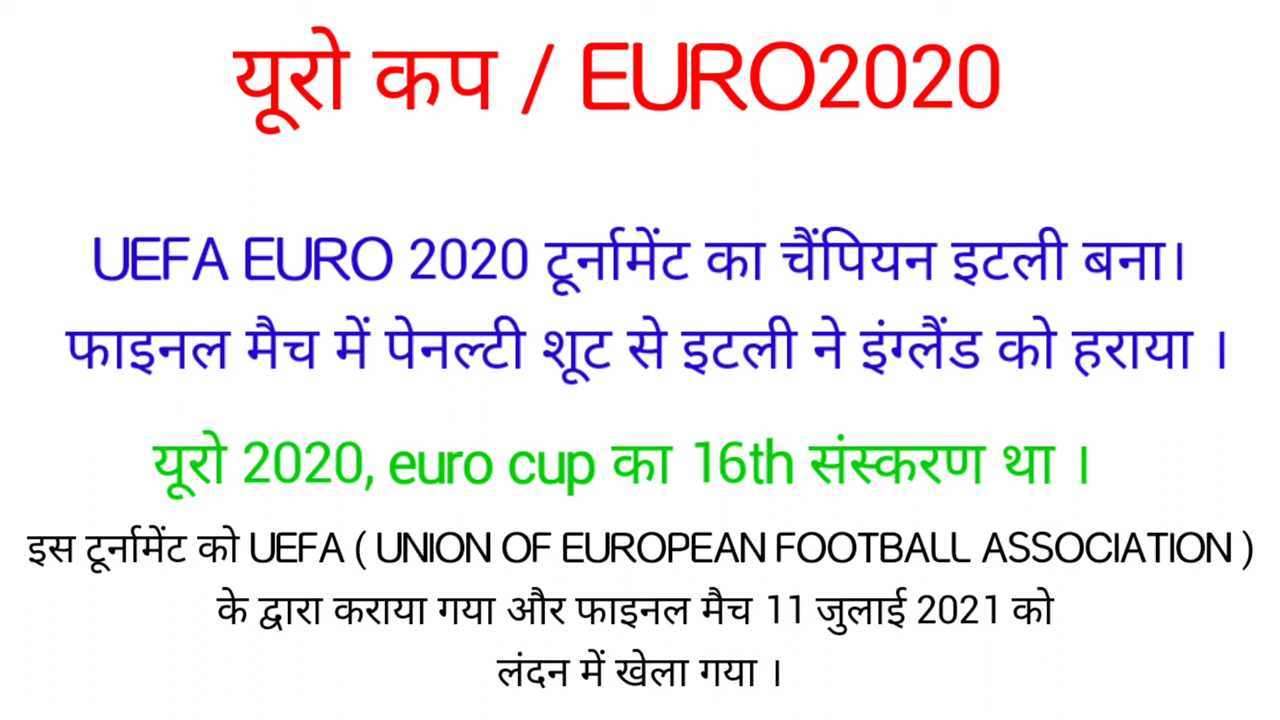 यूरो कप / EURO2020
UEFA EURO 2020 टूर्नामेंट का चैंपियन इटली बना।
फाइनल मैच में पेनल्टी शूट से इटली ने इंग्लैंड को हराया ।
यूरो 2020, euro cup का 16th संस्करण था ।
इस टूर्नामेंट को UEFA ( UNION OF EUROPEAN FOOTBALL ASSOCIATION )
के द्वारा कराया गया और फाइनल मैच 11 जुलाई 2021 को
लंदन में खेला गया ।